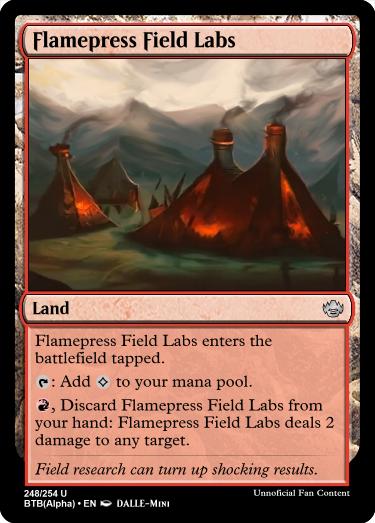 Flamepress Field Labs
Land
Flamepress Field Labs enters the
battlefield tapped.
: Add to your mana pool.
, Discard Flamepress Field Labs from
your hand: Flamepress Field Labs deals 2
damage to any target.
Field research can turn up shocking results.
248/254 U
Unnoficial Fan Content
BTB(Alpha) • EN DALLE-Mini